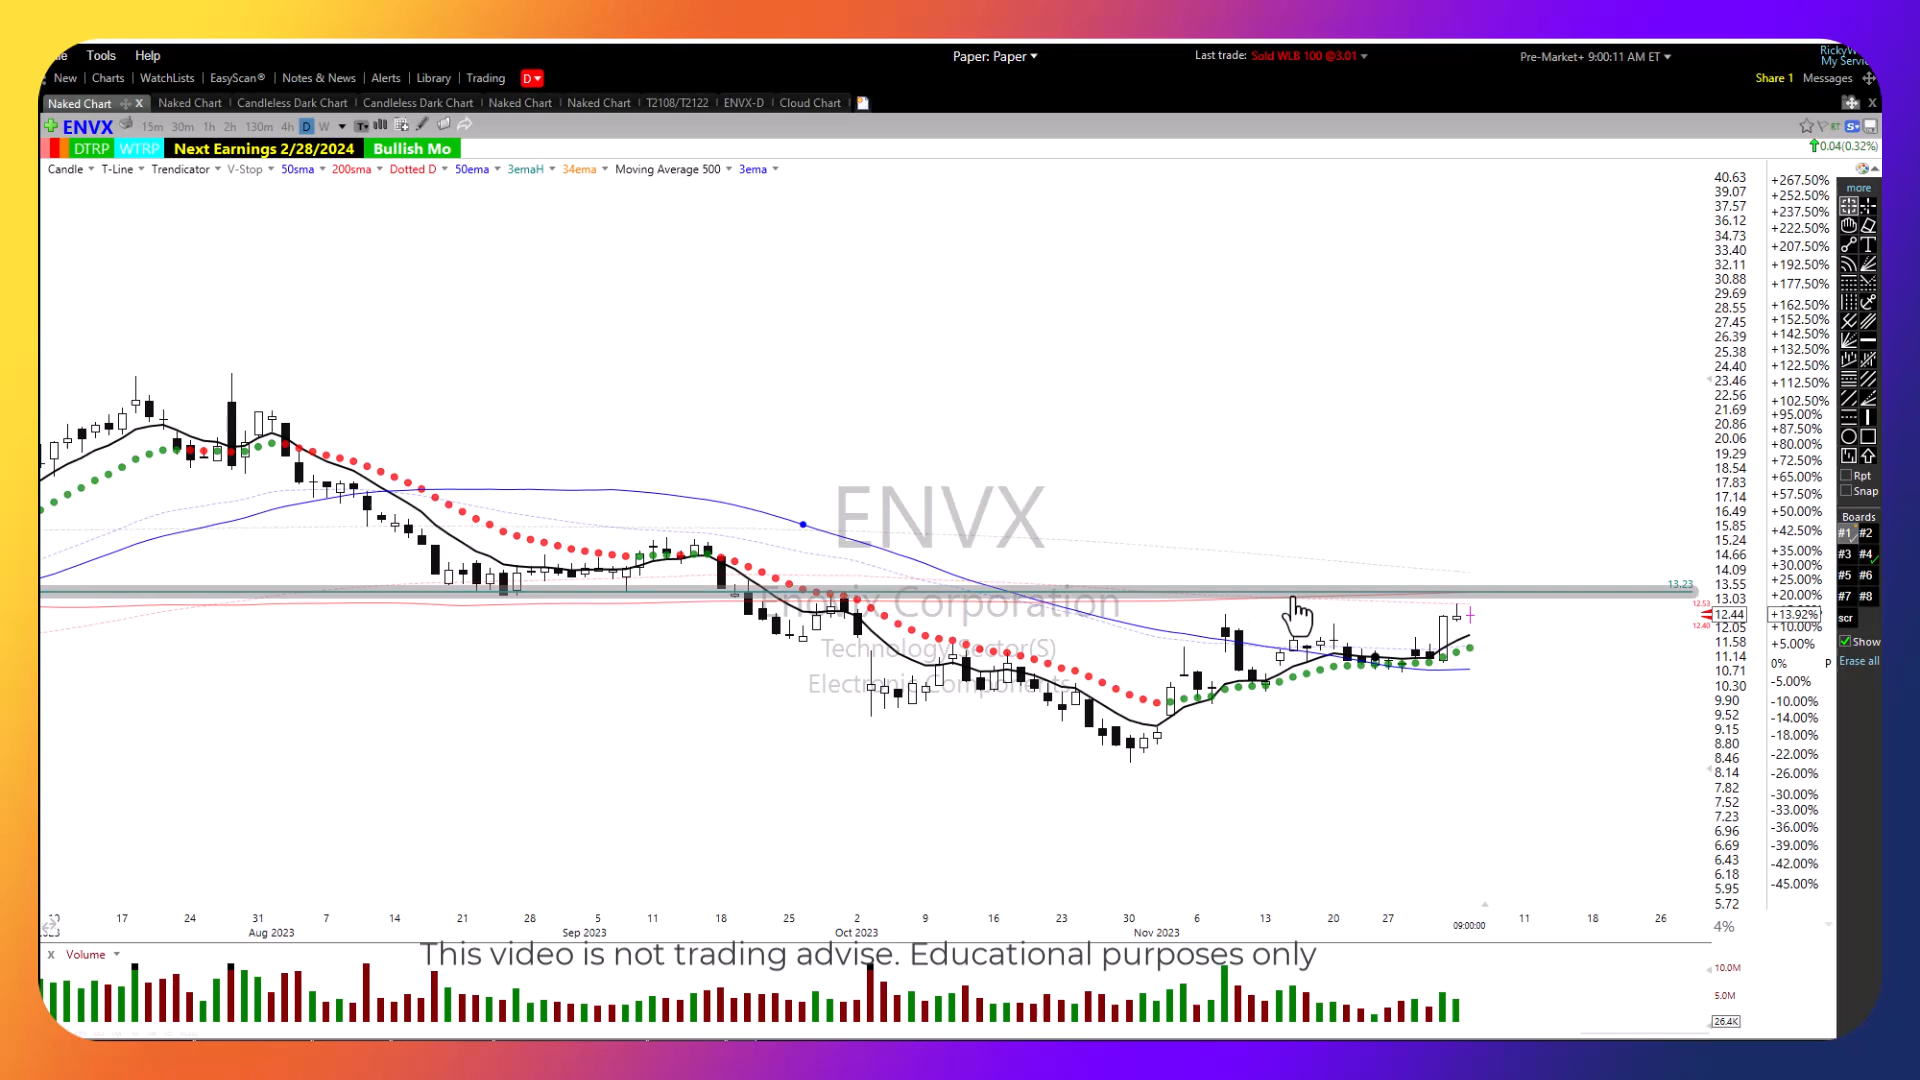 Tools Help Paper: Paper Last trade: Sold WLB 100 @3.01 Pre-Market+ 9:00:11 AM ET
New Charts WatchLists EasyScan® Notes & News Alerts Library Trading D Share 1 Messages
Naked Chart X Naked Chart Candleless Dark Chart Candleless Dark Chart Naked Chart Naked Chart T2108/T2122 ENVX-D Cloud Chart X
ENVX 15m 30m 1h 2h 130m 4h D W
DTRP WTRP Next Earnings 2/28/2024 Bullish Mo 0.04(0.32%)
Candle T-Line Trendicator V-Stop 50sma 200sma Dotted D 50ema 3emaH 34ema Moving Average 500 3ema
40.63 +267.50%
39.07 +252.50%
37.57 +237.50%
36.12 +222.50%
34.73 +207.50%
33.40
32.11 +192.50%
30.88 +177.50%
29.69
28.55 +162.50%
27.45 +152.50%
26.39 +142.50%
25.38 +132.50%
24.40 +122.50%
23.46 +112.50%
22.56 +102.50%
21.69 +95.00%
20.86 +87.50%
20.06 +80.00%
19.29 +72.50%
18.54 +65.00%
17.83
17.14 +57.50%
16.49 +50.00%
15.85 +42.50%
15.24
14.66 +35.00%
14.09 +30.00%
13.55 +25.00%
13.03 +20.00%
12.44 +13.92%
12.05 +10.00%
11.58 +5.00%
11.14 0% P
10.71 -5.00%
10.30
9.90 -10.00%
9.52 -14.00%
9.15 -18.00%
8.80 -22.00%
8.46
8.14 -26.00%
7.82 -30.00%
7.52 -33.00%
7.23 -36.00%
6.96
6.69 -39.00%
6.43 -42.00%
6.18 -45.00%
5.95
5.72
more
Rpt
Snap
Boards
#1 #2
#3 #4
#5 #6
#7 #8
scr
Show
Erase all
13.23
12.53
12.40
ENVX
Enovix Corporation
Technology Sector(S)
Electronic Components
17 24 31 7 14 21 28 5 11 18 25 2 9 16 23 30 6 13 20 27 09:00:00 11 18 26
Aug 2023 Sep 2023 Oct 2023 Nov 2023
4%
X Volume
This video is not trading advise. Educational purposes only
10.0M
5.0M
26.4K